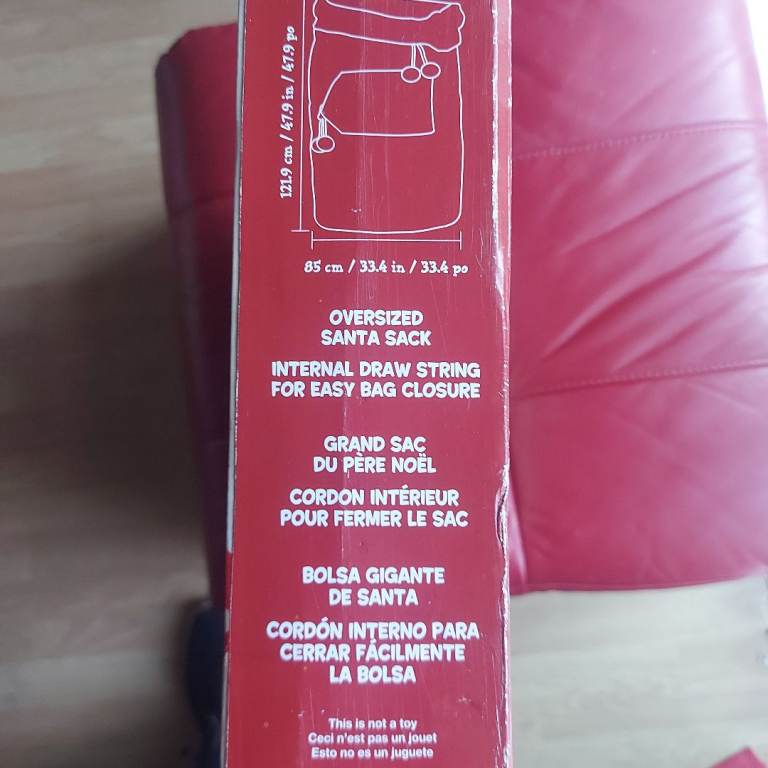 121.9 cm / 47.9 in / 47.9 po
85 cm / 33.4 in / 33.4 po
OVERSIZED
SANTA SACK
INTERNAL DRAW STRING
FOR EASY BAG CLOSURE
GRAND SAC
DU PÈRE NOËL
CORDON INTÉRIEUR
POUR FERMER LE SAC
BOLSA GIGANTE
DE SANTA
CORDÓN INTERNO PARA
CERRAR FÁCILMENTE
LA BOLSA
This is not a toy
Ceci n'est pas un jouet
Esto no es un juguete